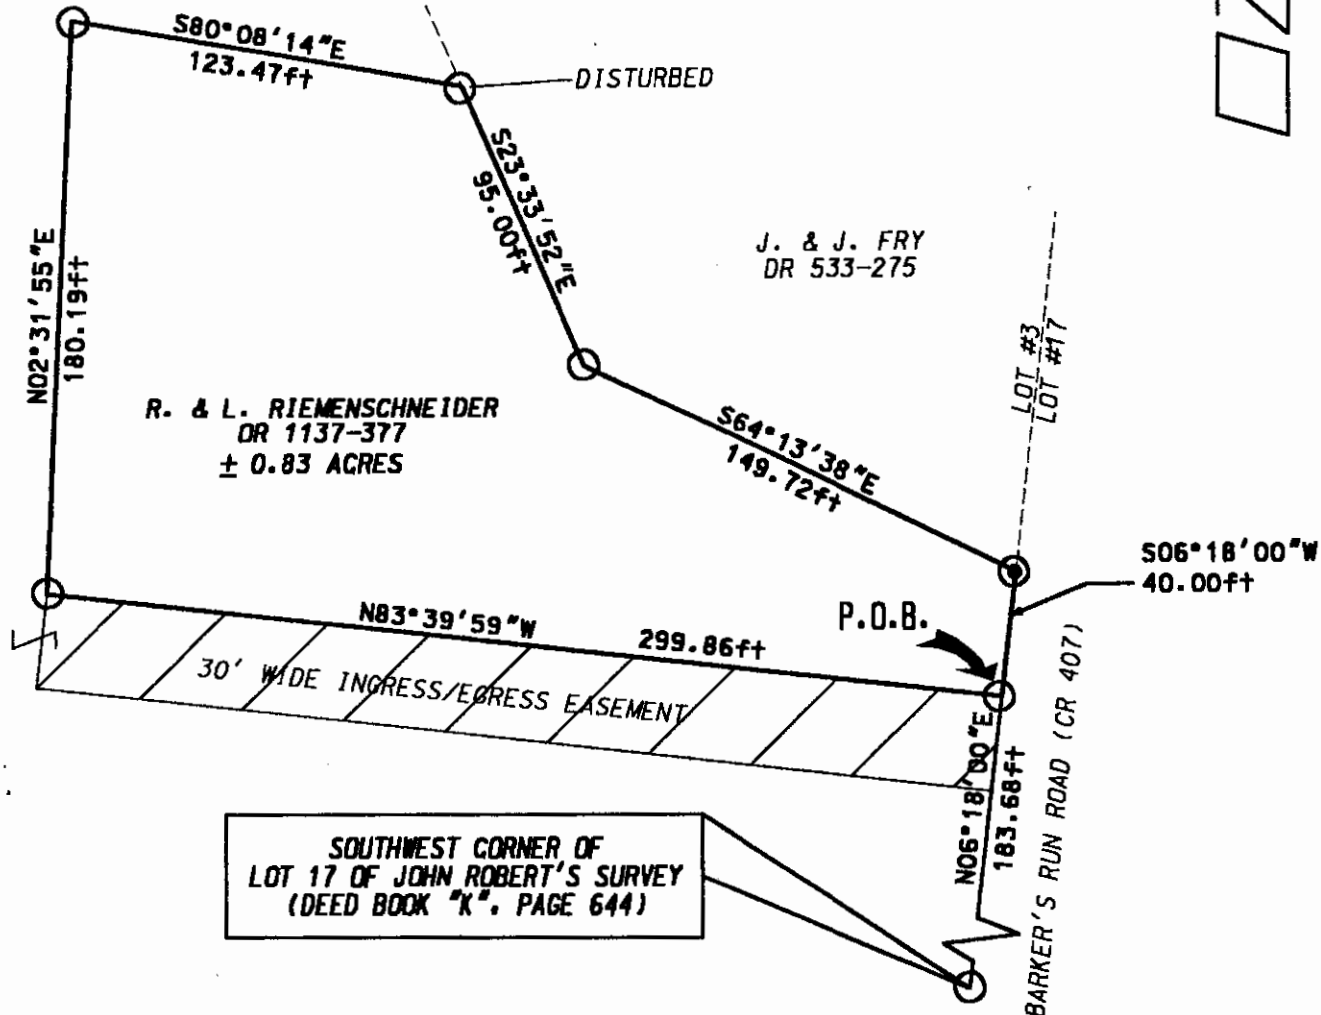 S80°08'14"E
123.47ft
DISTURBED
S23°33'52"E
95.00ft
J. & J. FRY
DR 533-275
N02°31'55"E
180.19ft
LOT #3
LOT #17
R. & L. RIEMENSCHNEIDER
OR 1137-377
± 0.83 ACRES
S64°13'38"E
149.72ft
S06°18'00"W
40.00ft
P.O.B.
N83°39'59"W 299.86ft
30' WIDE INGRESS/EGRESS EASEMENT
N06°18'00"E
183.68ft
BARKER'S RUN ROAD (CR 407)
SOUTHWEST CORNER OF
LOT 17 OF JOHN ROBERT'S SURVEY
(DEED BOOK "K", PAGE 644)